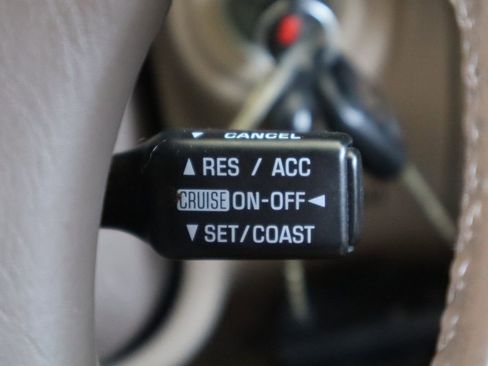 ▼ CANCEL
▲ RES / ACC
CRUISE ON-OFF ◄
▼ SET/COAST